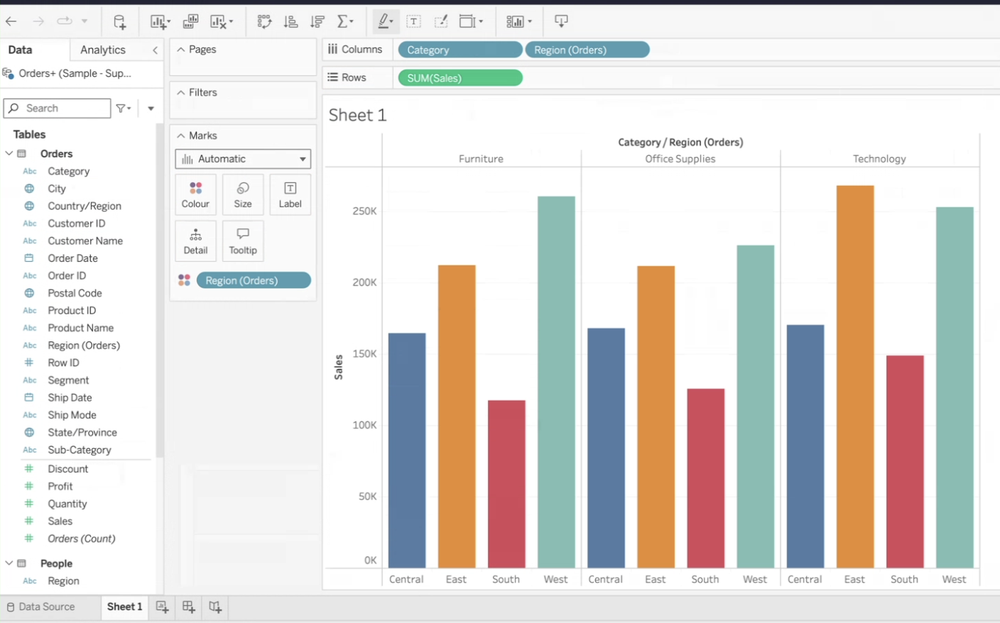 Data
Analytics
Orders+ (Sample - Sup...
Search
Tables
Orders
Abc Category
City
Country/Region
Abc Customer ID
Abc Customer Name
Order Date
Abc Order ID
Postal Code
Abc Product ID
Abc Product Name
Abc Region (Orders)
# Row ID
Abc Segment
Ship Date
Abc Ship Mode
State/Province
Abc Sub-Category
# Discount
# Profit
# Quantity
# Sales
# Orders (Count)
People
Abc Region
Pages
Filters
Marks
Automatic
Colour Size Label
Detail Tooltip
Region (Orders)
Columns Category Region (Orders)
Rows SUM(Sales)
Sheet 1
Category / Region (Orders)
Furniture Office Supplies Technology
250K
200K
150K
100K
50K
0K
Sales
Central East South West Central East South West Central East South West
Data Source Sheet 1